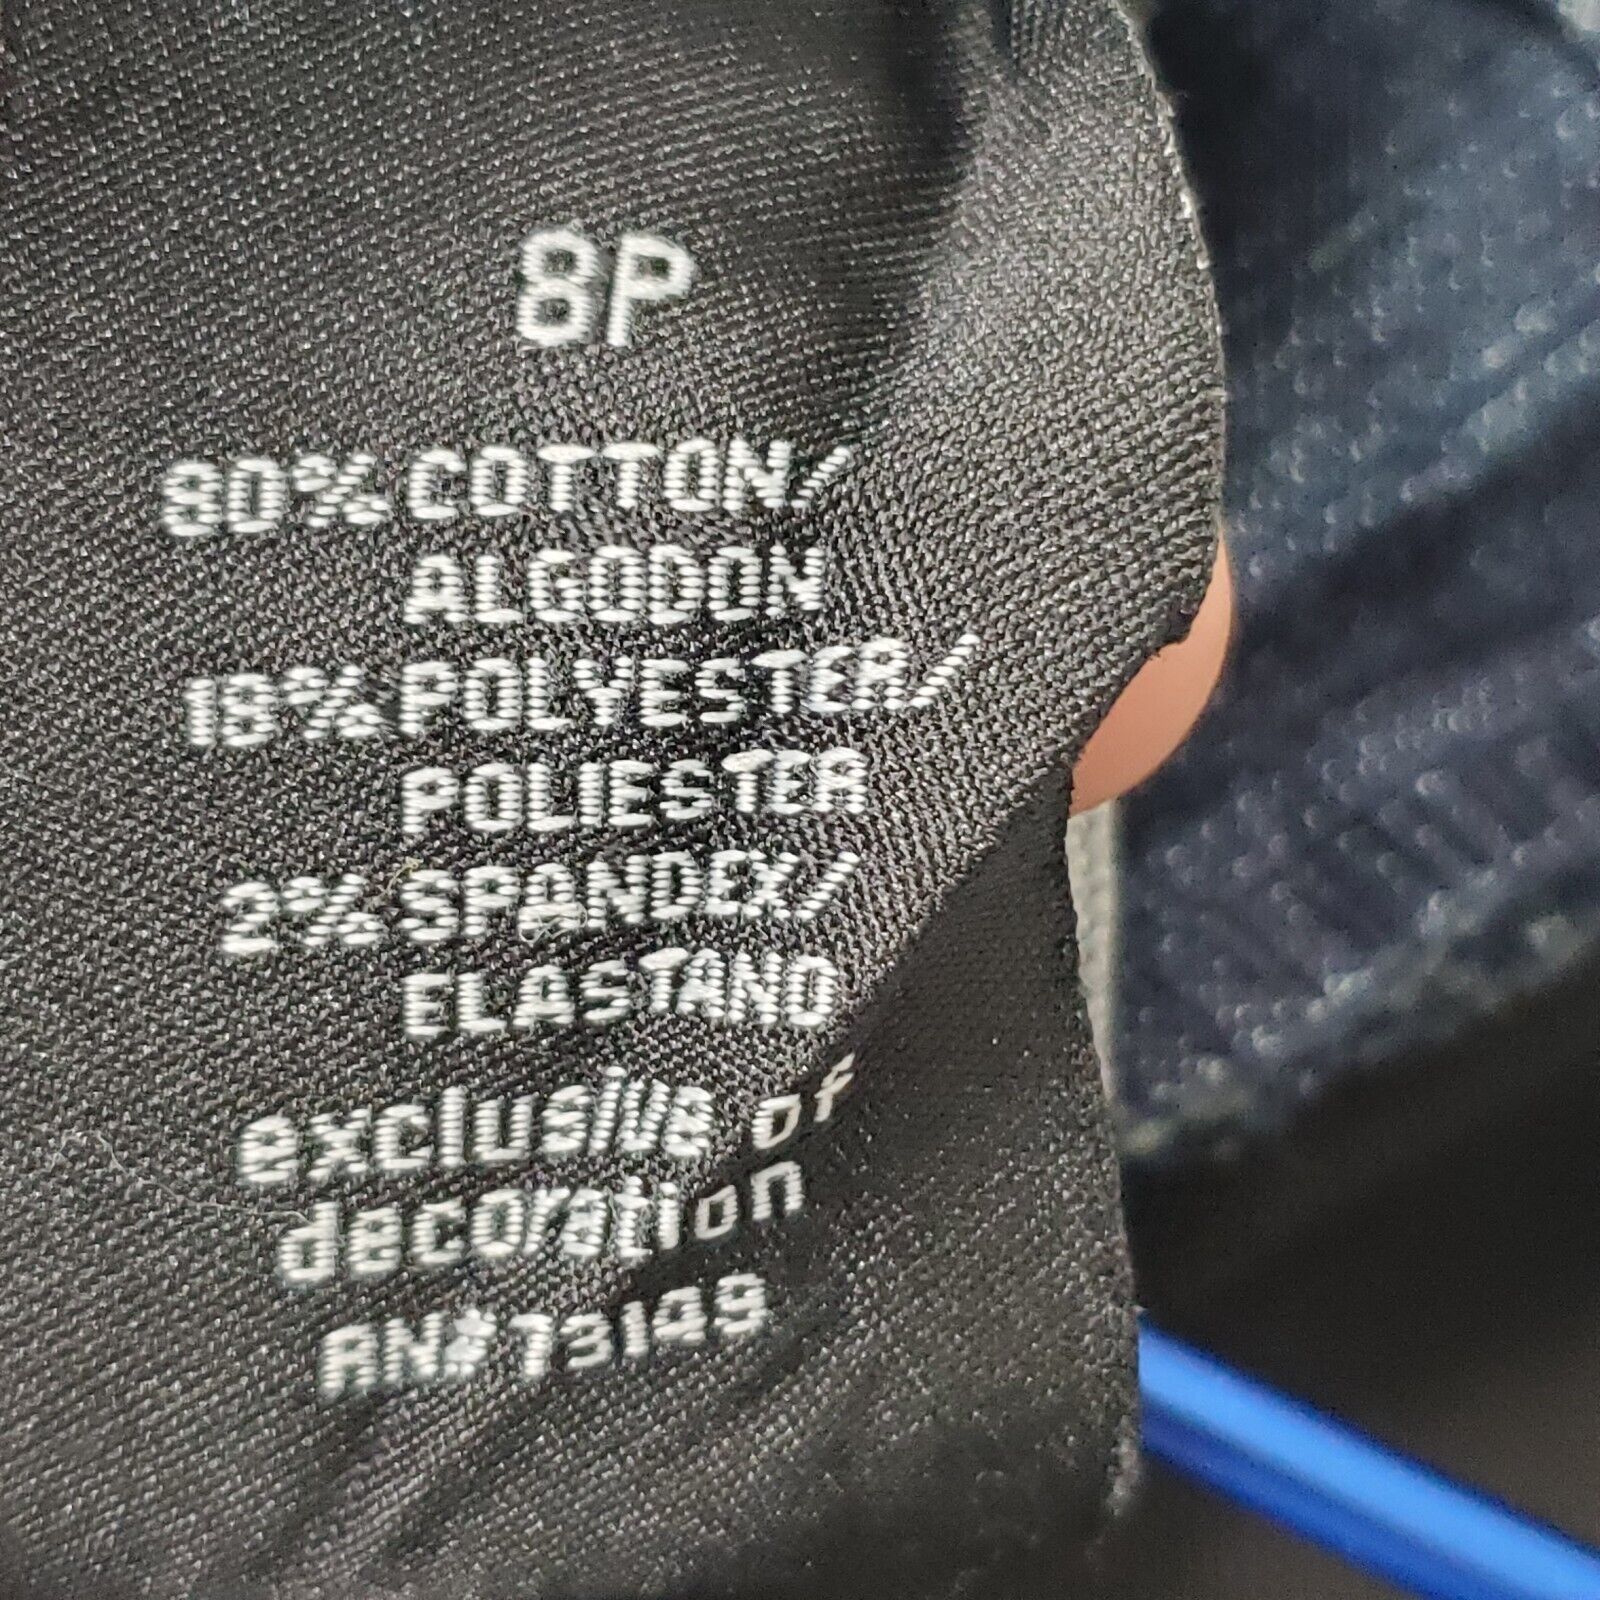 8P
80% COTTON/
ALGODON
18% POLYESTER/
POLIESTER
2% SPANDEX/
ELASTANO
exclusive of
decoration
RN#73149